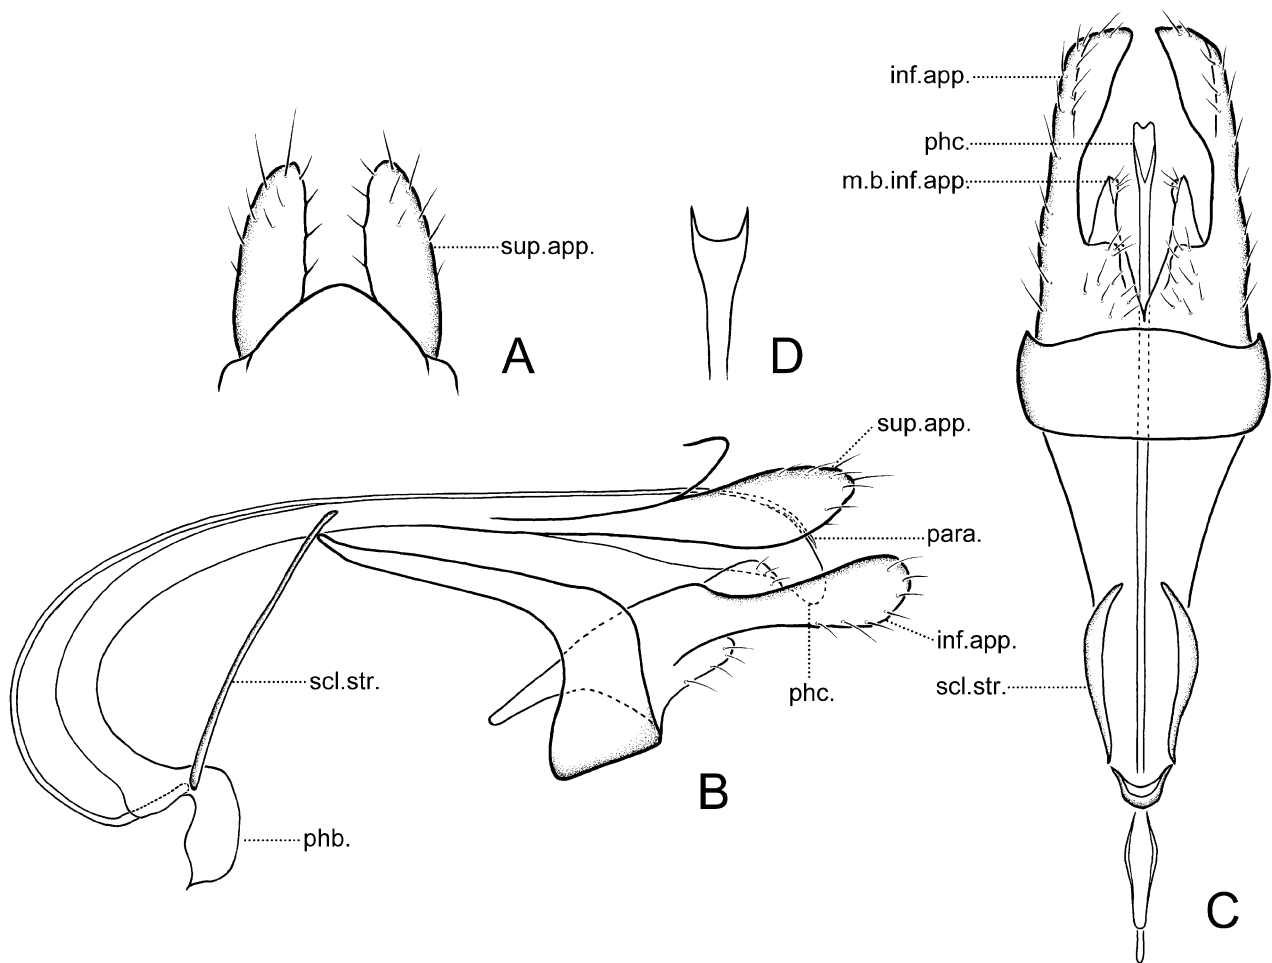 inf.app.
phc.
m.b.inf.app.
sup.app.
A
D
sup.app.
para.
inf.app.
scl.str.
phc.
scl.str.
B
phb.
C